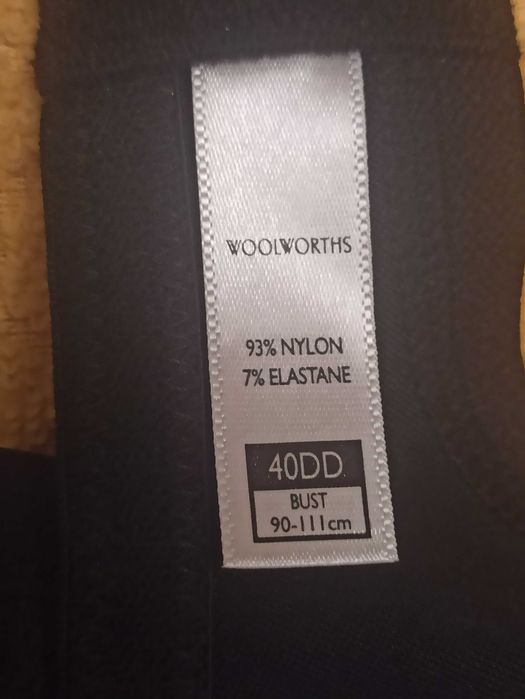 WOOLWORTHS
93% NYLON
7% ELASTANE
40DD
BUST
90-111cm